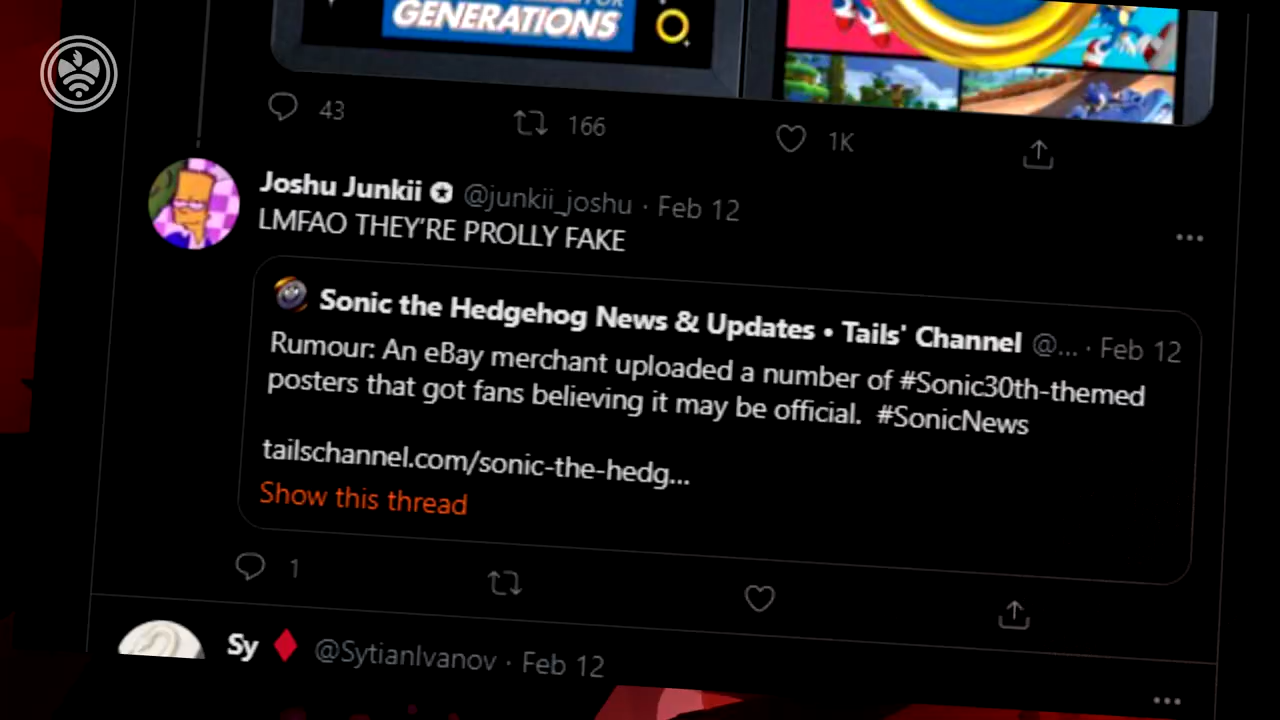 FOR
GENERATIONS
43 166 1K
Joshu Junkii @junkii_joshu · Feb 12
LMFAO THEY'RE PROLLY FAKE
Sonic the Hedgehog News & Updates • Tails' Channel @... · Feb 12
Rumour: An eBay merchant uploaded a number of #Sonic30th-themed
posters that got fans believing it may be official. #SonicNews
tailschannel.com/sonic-the-hedg...
Show this thread
1
Sy @SytianIvanov · Feb 12